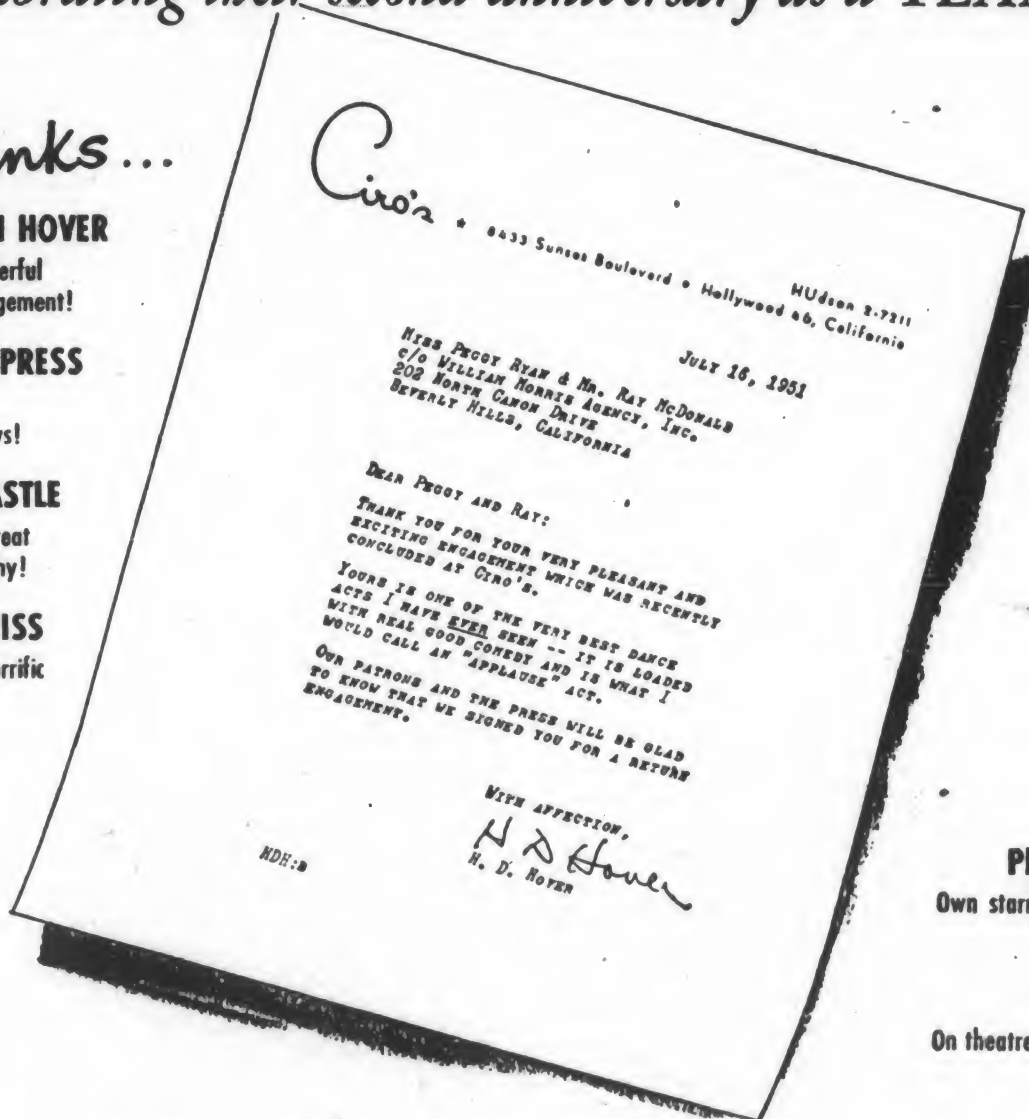 their second anniversary as a
nks...
HOVER
erful
gement!
PRESS
ys!
ASTLE
reat
ny!
ISS
rrific
Ciro's * 8433 Sunset Boulevard • Hollywood 46, California
HUdson 2-7211
JULY 16, 1951
MISS PEGGY RYAN & MR. RAY MCDONALD
C/O WILLIAM MORRIS AGENCY, INC.
202 NORTH CANON DRIVE
BEVERLY HILLS, CALIFORNIA
DEAR PEGGY AND RAY:
THANK YOU FOR YOUR VERY PLEASANT AND
EXCITING ENGAGEMENT WHICH WAS RECENTLY
CONCLUDED AT CIRO'S.
YOURS IS ONE OF THE VERY BEST DANCE
ACTS I HAVE EVER SEEN -- IT IS LOADED
WITH REAL GOOD COMEDY AND IS WHAT I
WOULD CALL AN "APPLAUSE" ACT.
OUR PATRONS AND THE PRESS WILL BE GLAD
TO KNOW THAT WE SIGNED YOU FOR A RETURN
ENGAGEMENT.
WITH AFFECTION,
H D Hover
H. D. HOVER
HDH:B
Own starr
On theatre